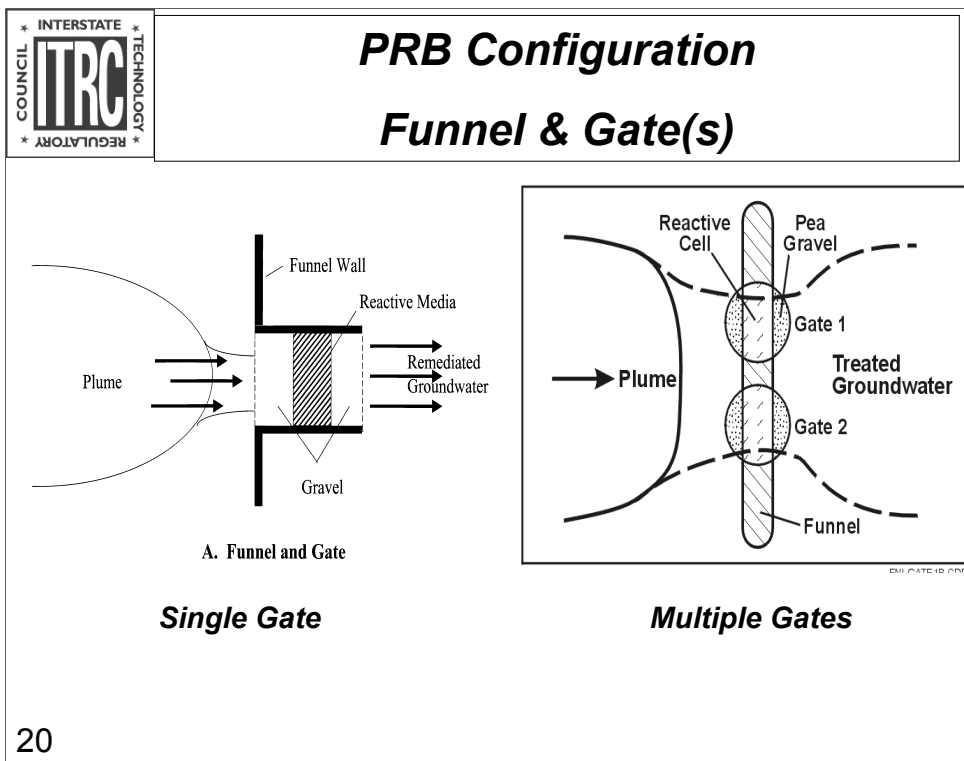 INTERSTATE
TECHNOLOGY
REGULATORY
COUNCIL
ITRC
PRB Configuration
Funnel & Gate(s)
Funnel Wall
Reactive Media
Plume
Remediated
Groundwater
Gravel
A. Funnel and Gate
Reactive
Cell
Pea
Gravel
Gate 1
Plume
Treated
Groundwater
Gate 2
Funnel
Single Gate
Multiple Gates
20